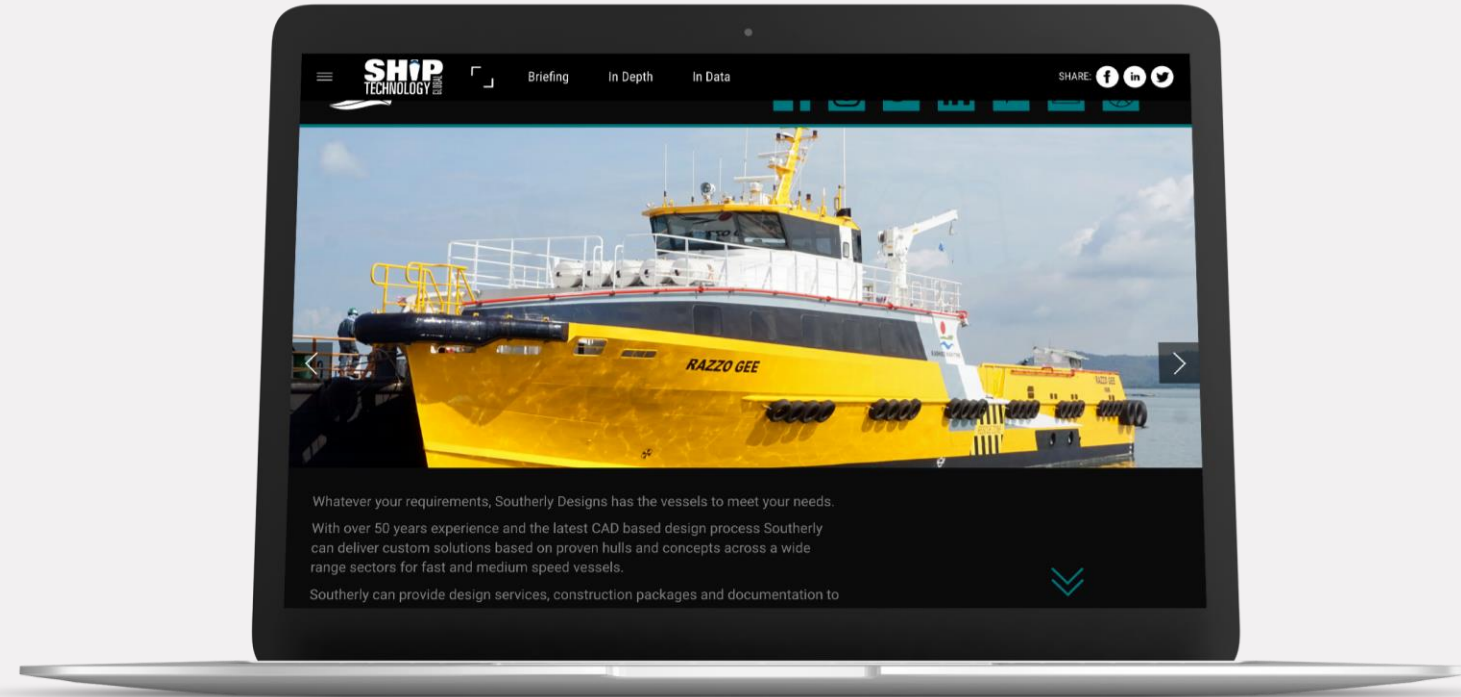 SHIP
TECHNOLOGY GLOBAL
Briefing
In Depth
In Data
SHARE:
RAZZO GEE
RAZZO GEE
Whatever your requirements, Southerly Designs has the vessels to meet your needs.
With over 50 years experience and the latest CAD based design process Southerly
can deliver custom solutions based on proven hulls and concepts across a wide
range sectors for fast and medium speed vessels.
Southerly can provide design services, construction packages and documentation to